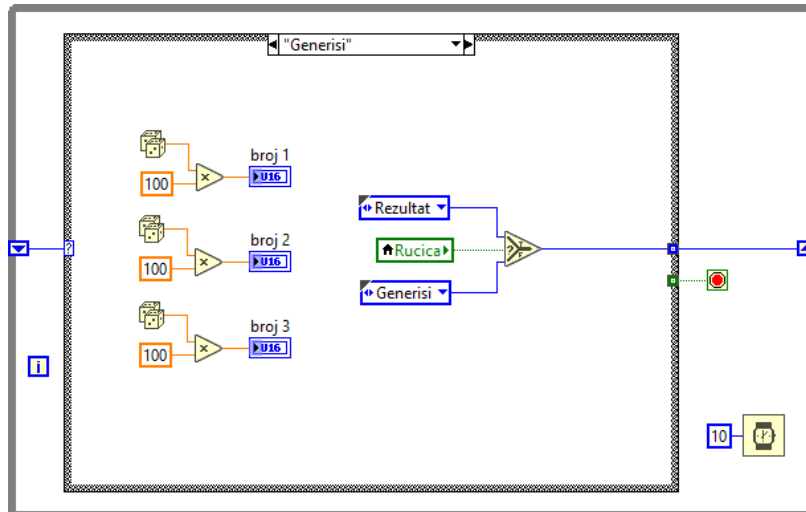 "Generisi"
broj 1
100
U16
Rezultat
broj 2
Rucica
?
100
U16
T
F
Generisi
broj 3
100
U16
i
10